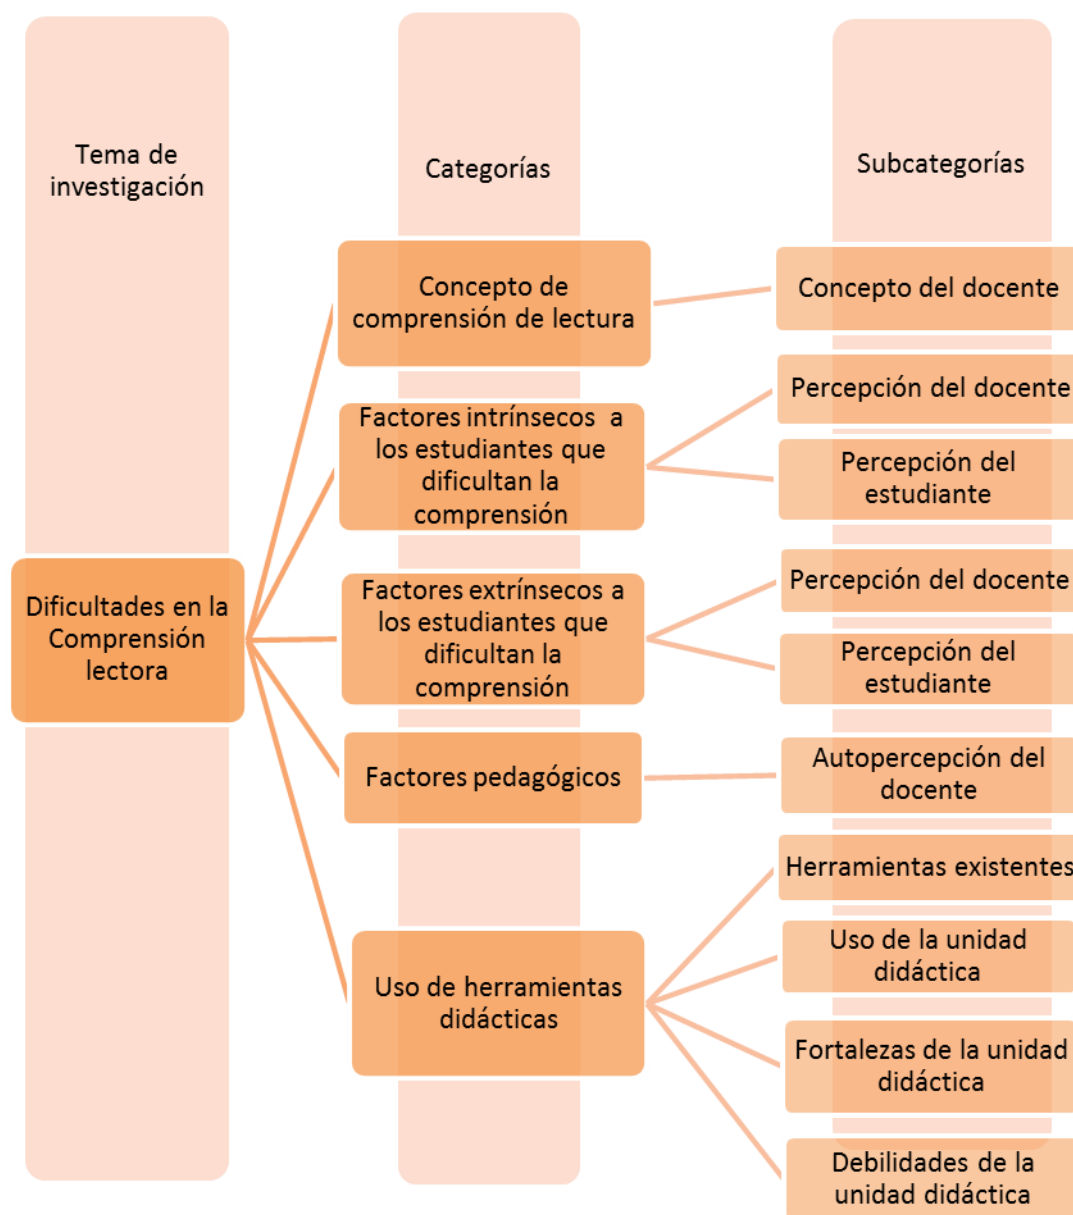 Tema de
investigación
Categorías
Subcategorías
Dificultades en la
Comprensión
lectora
Concepto de
comprensión de lectura
Concepto del docente
Factores intrínsecos a
los estudiantes que
dificultan la
comprensión
Percepción del docente
Percepción del
estudiante
Factores extrínsecos a
los estudiantes que
dificultan la
comprensión
Percepción del docente
Percepción del
estudiante
Factores pedagógicos
Autopercepción del
docente
Uso de herramientas
didácticas
Herramientas existentes
Uso de la unidad
didáctica
Fortalezas de la unidad
didáctica
Debilidades de la
unidad didáctica